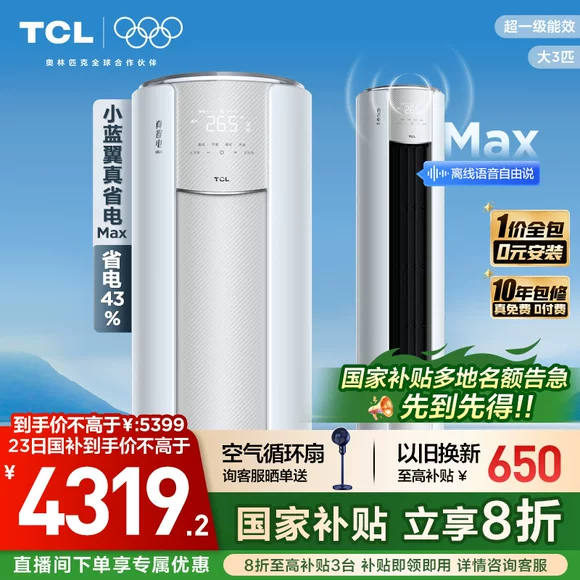 TCL
奥林匹克全球合作伙伴
超一级能效
大3匹
小蓝翼真省电
Max
省电
43
%
真省电
26.5
TCL
Max
离线语音自由说
1价全包
0元安装
10年包修
真免费 0付费
国家补贴多地名额告急
先到先得!!
到手价不高于¥:5399
23日国补到手价不高于
¥4319.2
直播间下单享专属优惠
空气循环扇
询客服晒单送
以旧换新
至高补贴¥
650
国家补贴 立享8折
8折至高补贴3台 补贴即领即用 详情咨询客服